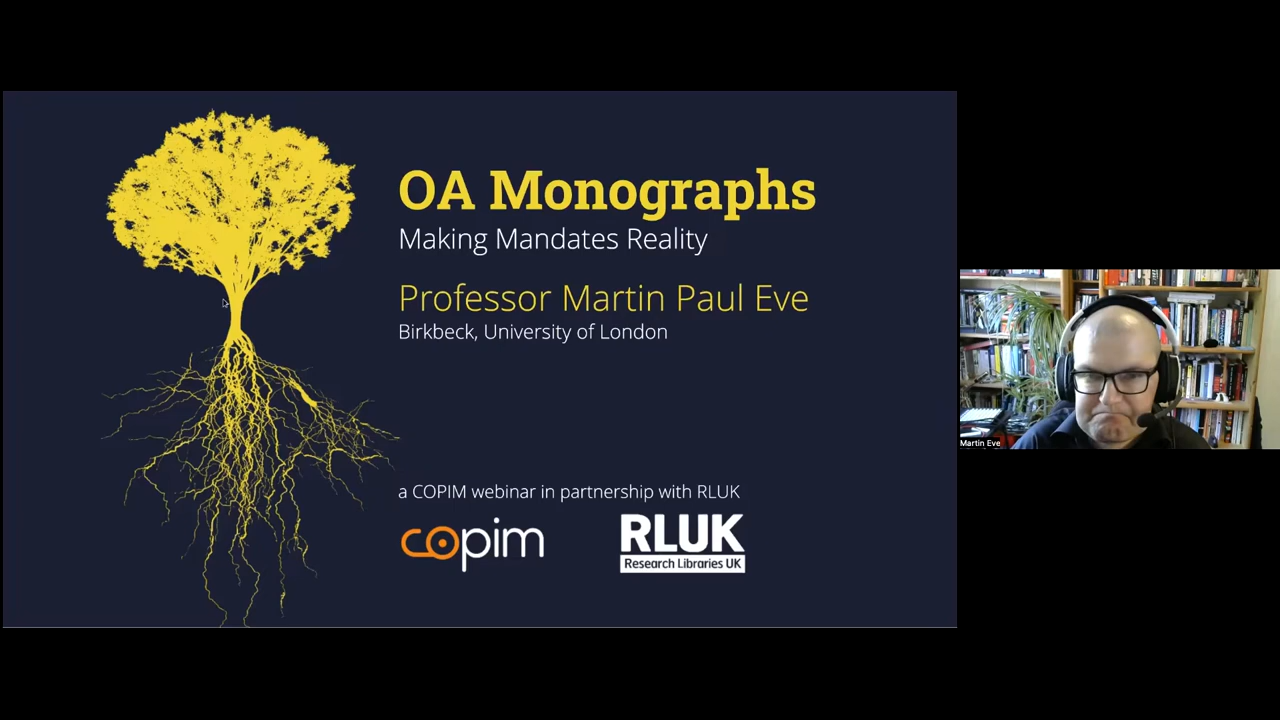 OA Monographs
Making Mandates Reality
Professor Martin Paul Eve
Birkbeck, University of London
a COPIM webinar in partnership with RLUK
copim
RLUK
Research Libraries UK
Martin Eve